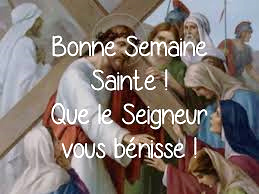 Bonne Semaine
Sainte !
Que le Seigneur
vous bénisse !